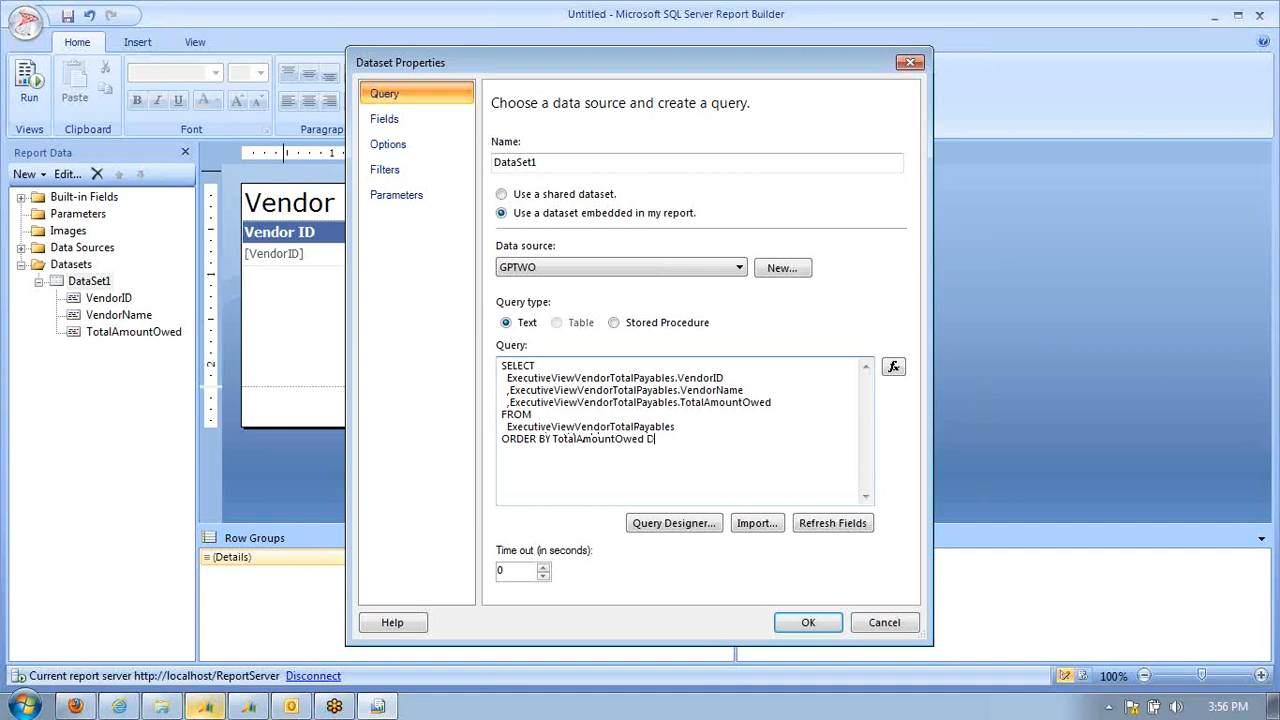 Untitled - Microsoft SQL Server Report Builder
Home Insert View
Run
Paste
B I U A A A
Views Clipboard Font Paragrap
Report Data
New Edit...
Built-in Fields
Parameters
Images
Data Sources
Datasets
DataSet1
VendorID
VendorName
TotalAmountOwed
1
2
Vendor
Vendor ID
[VendorID]
Row Groups
(Details)
Dataset Properties
Query
Fields
Options
Filters
Parameters
Choose a data source and create a query.
Name:
DataSet1
Use a shared dataset.
Use a dataset embedded in my report.
Data source:
GPTWO
New...
Query type:
Text Table Stored Procedure
Query:
SELECT
ExecutiveViewVendorTotalPayables.VendorID
,ExecutiveViewVendorTotalPayables.VendorName
,ExecutiveViewVendorTotalPayables.TotalAmountOwed
FROM
ExecutiveViewVendorTotalPayables
ORDER BY TotalAmountOwed D
fx
Query Designer... Import... Refresh Fields
Time out (in seconds):
0
Help OK Cancel
Current report server http://localhost/ReportServer Disconnect
100%
3:56 PM